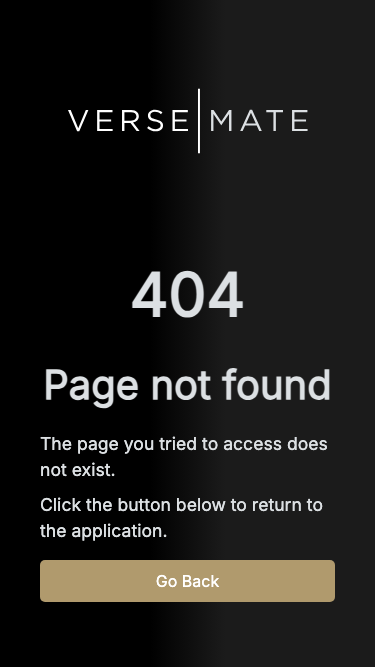 VERSE|MATE
404
Page not found
The page you tried to access does
not exist.
Click the button below to return to
the application.
Go Back